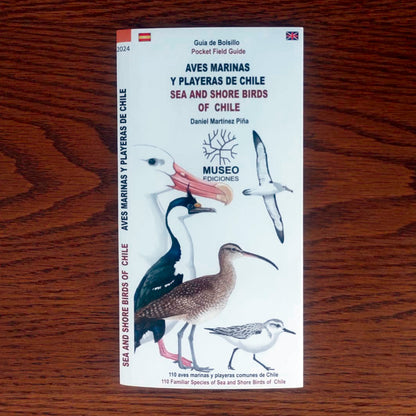 2024
Guía de Bolsillo
Pocket Field Guide
AVES MARINAS
Y PLAYERAS DE CHILE
SEA AND SHORE BIRDS
OF CHILE
Daniel Martínez Piña
MUSEO
EDICIONES
110 aves marinas y playeras comunes de Chile
110 Familiar Species of Sea and Shore Birds of Chile
SEA AND SHORE BIRDS OF CHILE
AVES MARINAS Y PLAYERAS DE CHILE